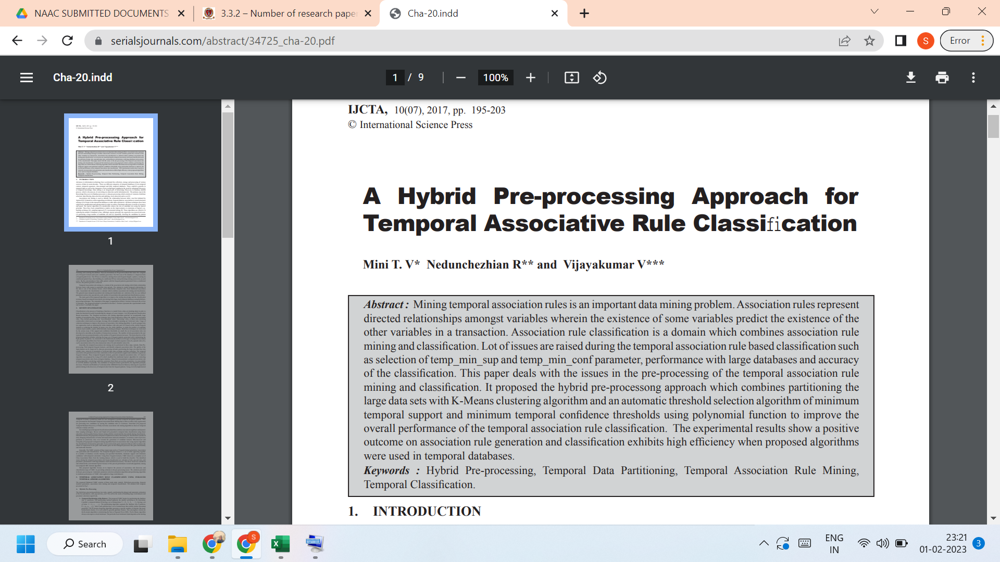 NAAC SUBMITTED DOCUMENTS
3.3.2 – Number of research pape
Cha-20.indd
serialsjournals.com/abstract/34725_cha-20.pdf
S
Error
Cha-20.indd
1 / 9
100%
1
2
IJCTA, 10(07), 2017, pp. 195-203
© International Science Press
A Hybrid Pre-processing Approach for
Temporal Associative Rule Classification
Mini T. V* Nedunchezhian R** and Vijayakumar V***
Abstract : Mining temporal association rules is an important data mining problem. Association rules represent
directed relationships amongst variables wherein the existence of some variables predict the existence of the
other variables in a transaction. Association rule classification is a domain which combines association rule
mining and classification. Lot of issues are raised during the temporal association rule based classification such
as selection of temp_min_sup and temp_min_conf parameter, performance with large databases and accuracy
of the classification. This paper deals with the issues in the pre-processing of the temporal association rule
mining and classification. It proposed the hybrid pre-processong approach which combines partitioning the
large data sets with K-Means clustering algorithm and an automatic threshold selection algorithm of minimum
temporal support and minimum temporal confidence thresholds using polynomial function to improve the
overall performance of the temporal association rule classification. The experimental results show a positive
outcome on association rule generation and classification exhibits high efficiency when proposed algorithms
were used in temporal databases.
Keywords : Hybrid Pre-processing, Temporal Data Partitioning, Temporal Association Rule Mining,
Temporal Classification.
1. INTRODUCTION
Search
ENG
IN
23:21
01-02-2023
3